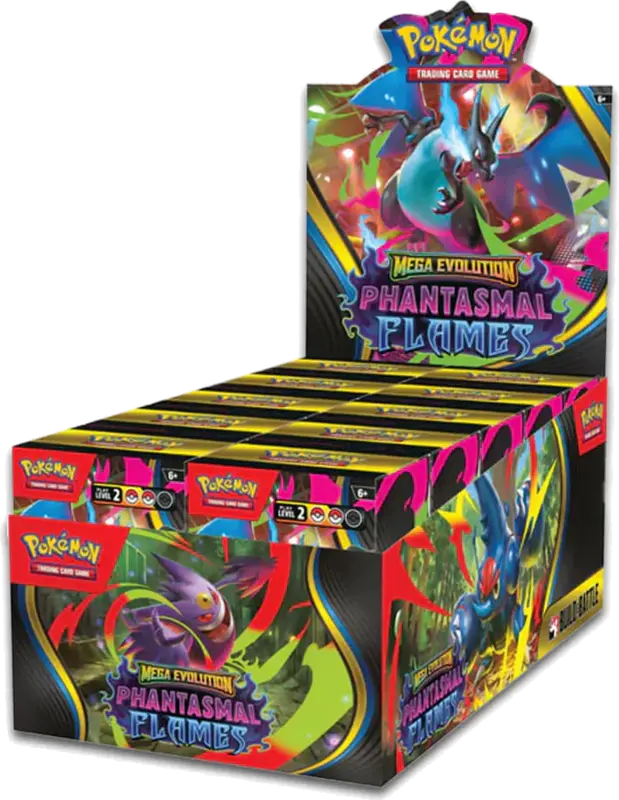 POKÉMON
TRADING CARD GAME
6+
MEGA EVOLUTION
PHANTASMAL
FLAMES
POKÉMON
TRADING CARD GAME
PLAY
LEVEL 2
6+
POKÉMON
TRADING CARD GAME
PLAY
LEVEL 2
6+
POKÉMON
POKÉMON
TRADING CARD GAME
MEGA EVOLUTION
PHANTASMAL
FLAMES
MEGA EVOLUTION
PHANTASMAL
FLAMES
BUILD & BATTLE